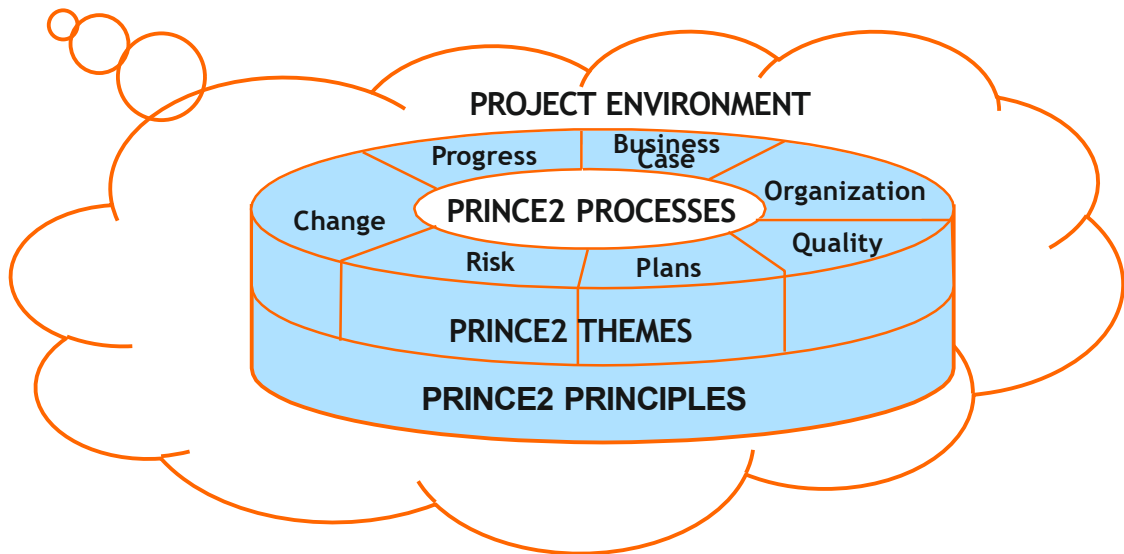 PROJECT ENVIRONMENT
Business
Case
Progress
Organization
PRINCE2 PROCESSES
Change
Quality
Risk
Plans
PRINCE2 THEMES
PRINCE2 PRINCIPLES